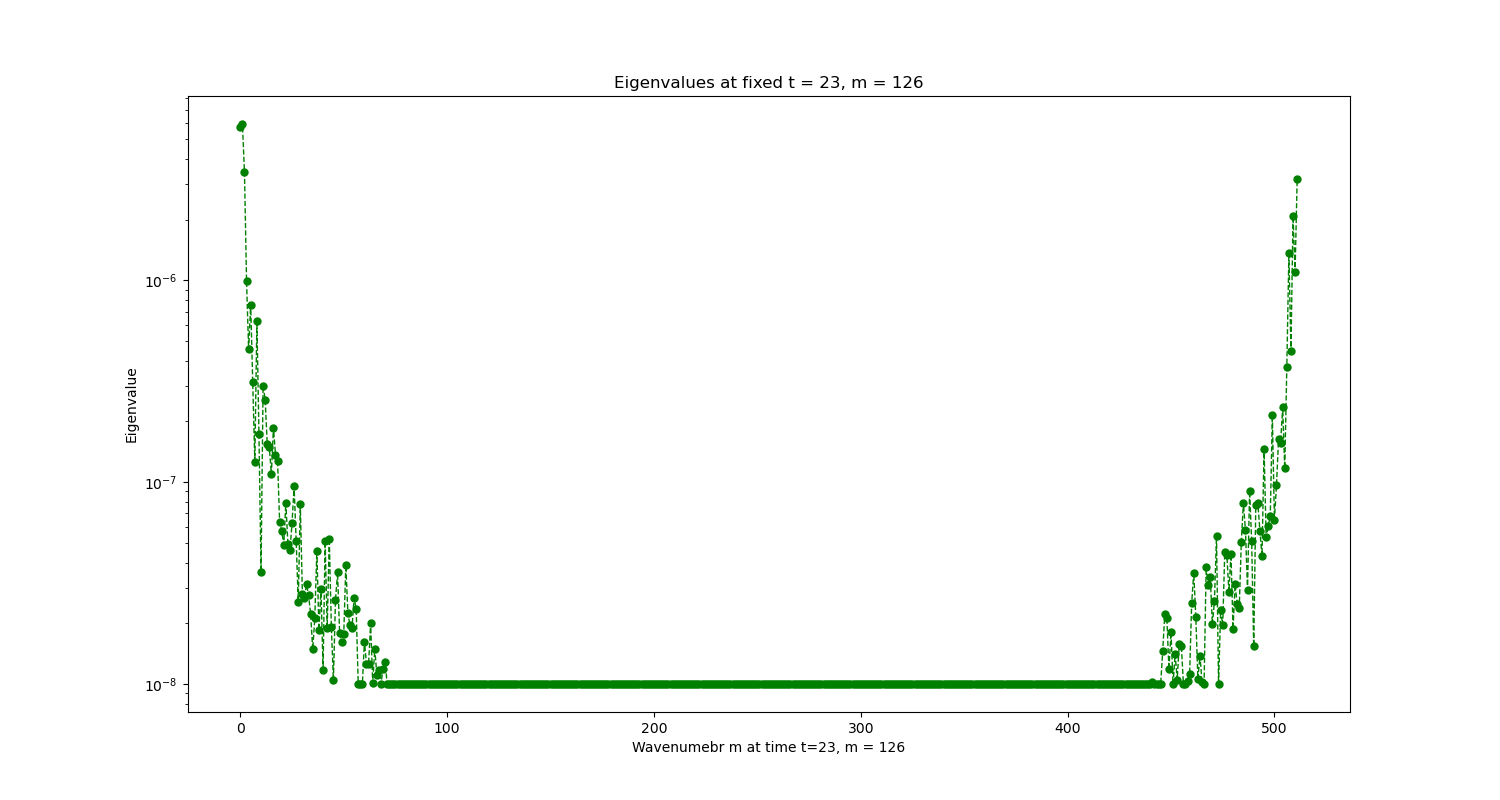 Eigenvalues at fixed t = 23, m = 126
Eigenvalue
10⁻⁶
10⁻⁷
10⁻⁸
0 100 200 300 400 500
Wavenumebr m at time t=23, m = 126